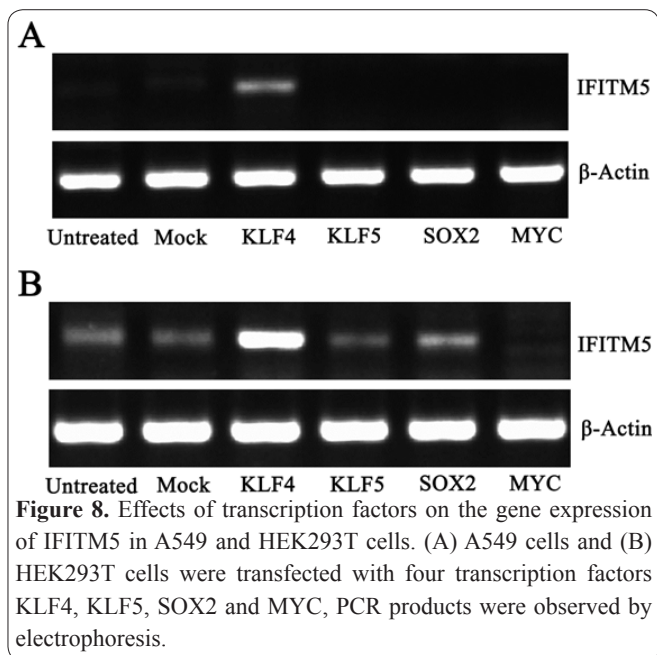 A
IFITM5
β-Actin
Untreated Mock KLF4 KLF5 SOX2 MYC
B
IFITM5
β-Actin
Untreated Mock KLF4 KLF5 SOX2 MYC
Figure 8. Effects of transcription factors on the gene expression
of IFITM5 in A549 and HEK293T cells. (A) A549 cells and (B)
HEK293T cells were transfected with four transcription factors
KLF4, KLF5, SOX2 and MYC, PCR products were observed by
electrophoresis.